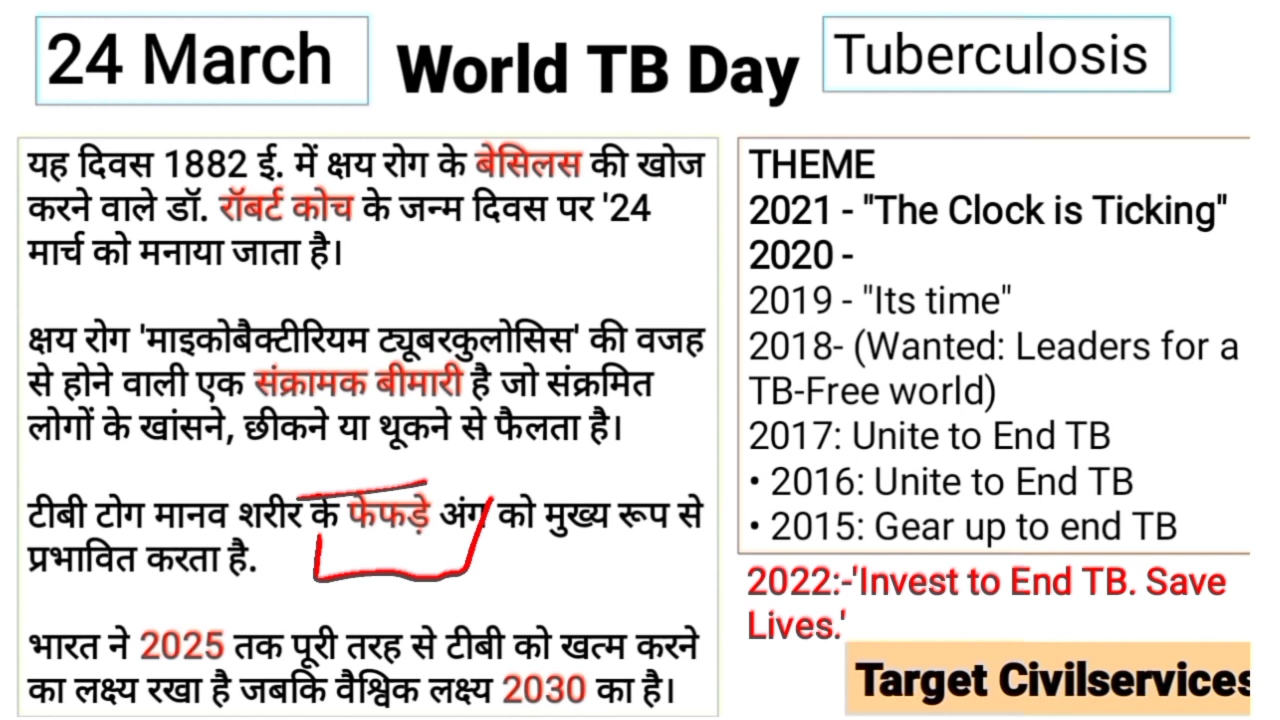 24 March
World TB Day
Tuberculosis
यह दिवस 1882 ई. में क्षय रोग के बेसिलस की खोज
करने वाले डॉ. रॉबर्ट कोच के जन्म दिवस पर '24
मार्च को मनाया जाता है।
क्षय रोग 'माइकोबैक्टीरियम ट्यूबरकुलोसिस' की वजह
से होने वाली एक संक्रामक बीमारी है जो संक्रमित
लोगों के खांसने, छीकने या थूकने से फैलता है।
टीबी टोग मानव शरीर के फेफड़े अंग को मुख्य रूप से
प्रभावित करता है.
भारत ने 2025 तक पूरी तरह से टीबी को खत्म करने
का लक्ष्य रखा है जबकि वैश्विक लक्ष्य 2030 का है।
THEME
2021 - "The Clock is Ticking"
2020 -
2019 - "Its time"
2018- (Wanted: Leaders for a
TB-Free world)
2017: Unite to End TB
• 2016: Unite to End TB
• 2015: Gear up to end TB
2022:-'Invest to End TB. Save
Lives.'
Target Civilservices